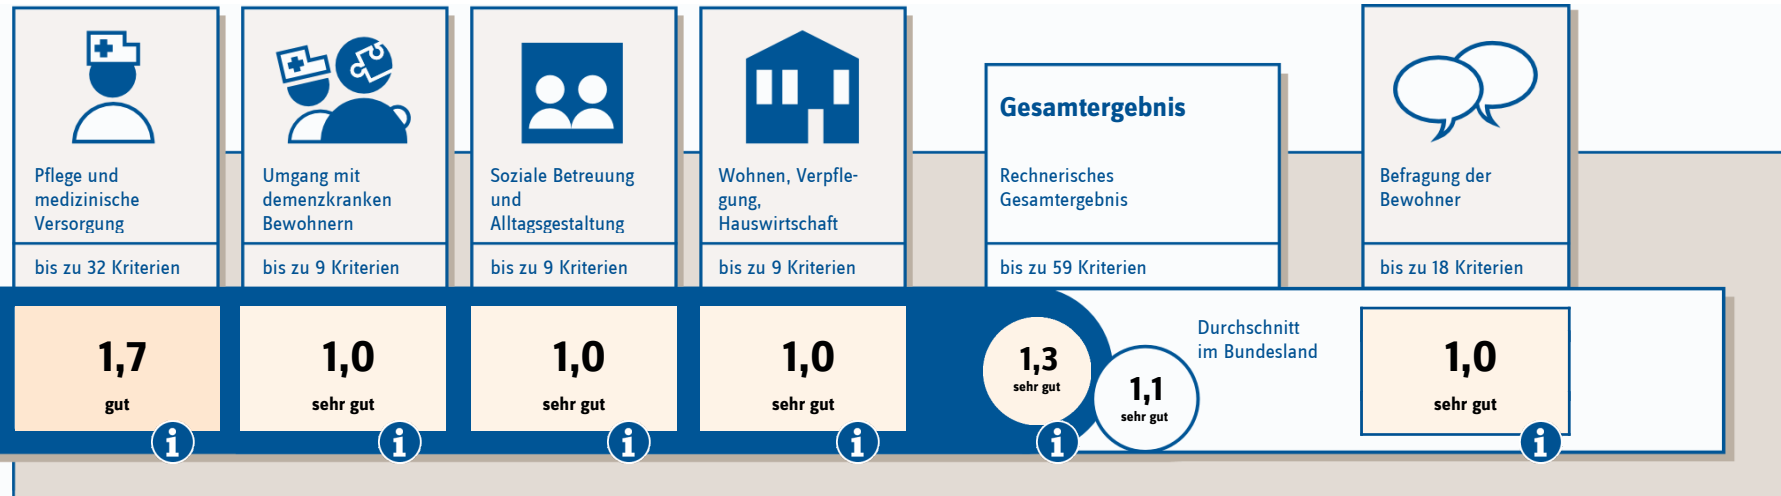 Pflege und
medizinische
Versorgung
bis zu 32 Kriterien
1,7
gut
Umgang mit
demenzkranken
Bewohnern
bis zu 9 Kriterien
1,0
sehr gut
Soziale Betreuung
und
Alltagsgestaltung
bis zu 9 Kriterien
1,0
sehr gut
Wohnen, Verpfle-
gung,
Hauswirtschaft
bis zu 9 Kriterien
1,0
sehr gut
Gesamtergebnis
Rechnerisches
Gesamtergebnis
bis zu 59 Kriterien
1,3
sehr gut
1,1
sehr gut
Durchschnitt
im Bundesland
Befragung der
Bewohner
bis zu 18 Kriterien
1,0
sehr gut
i
i
i
i
i
i